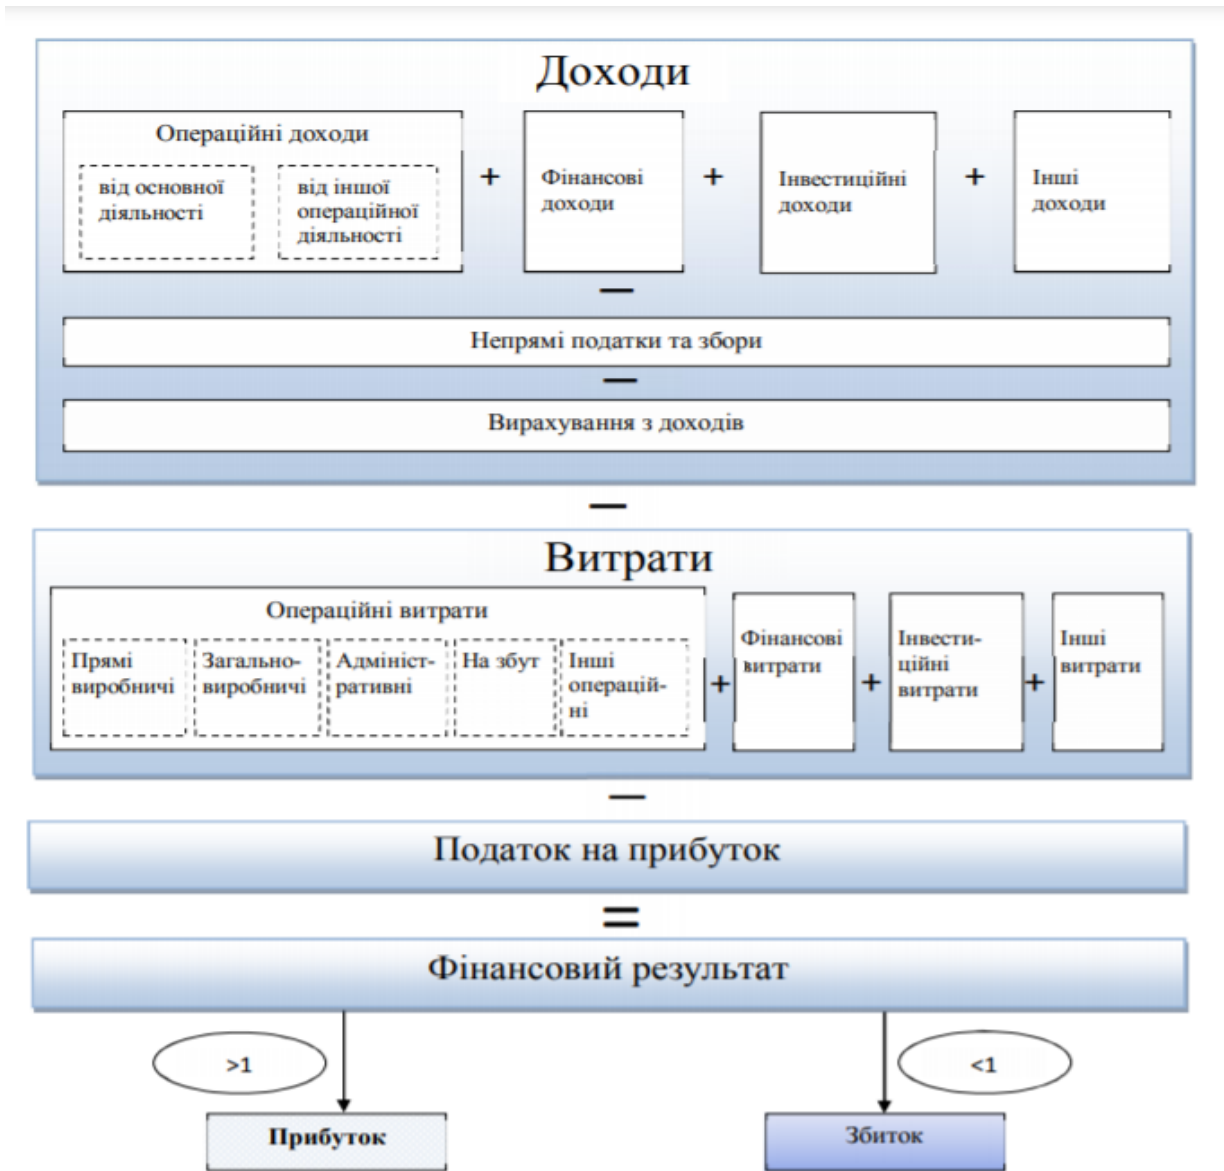 Доходи
Операційні доходи
від основної
діяльності
від іншої
операційної
діяльності
+
Фінансові
доходи
+
Інвестиційні
доходи
+
Інші
доходи
—
Непрямі податки та збори
—
Вирахування з доходів
—
Витрати
Операційні витрати
Прямі
виробничі
Загально-
виробничі
Адмініст-
ративні
На збут
Інші
операцій-
ні
+
Фінансові
витрати
+
Інвести-
ційні
витрати
+
Інші
витрати
—
Податок на прибуток
=
Фінансовий результат
>1
<1
Прибуток
Збиток